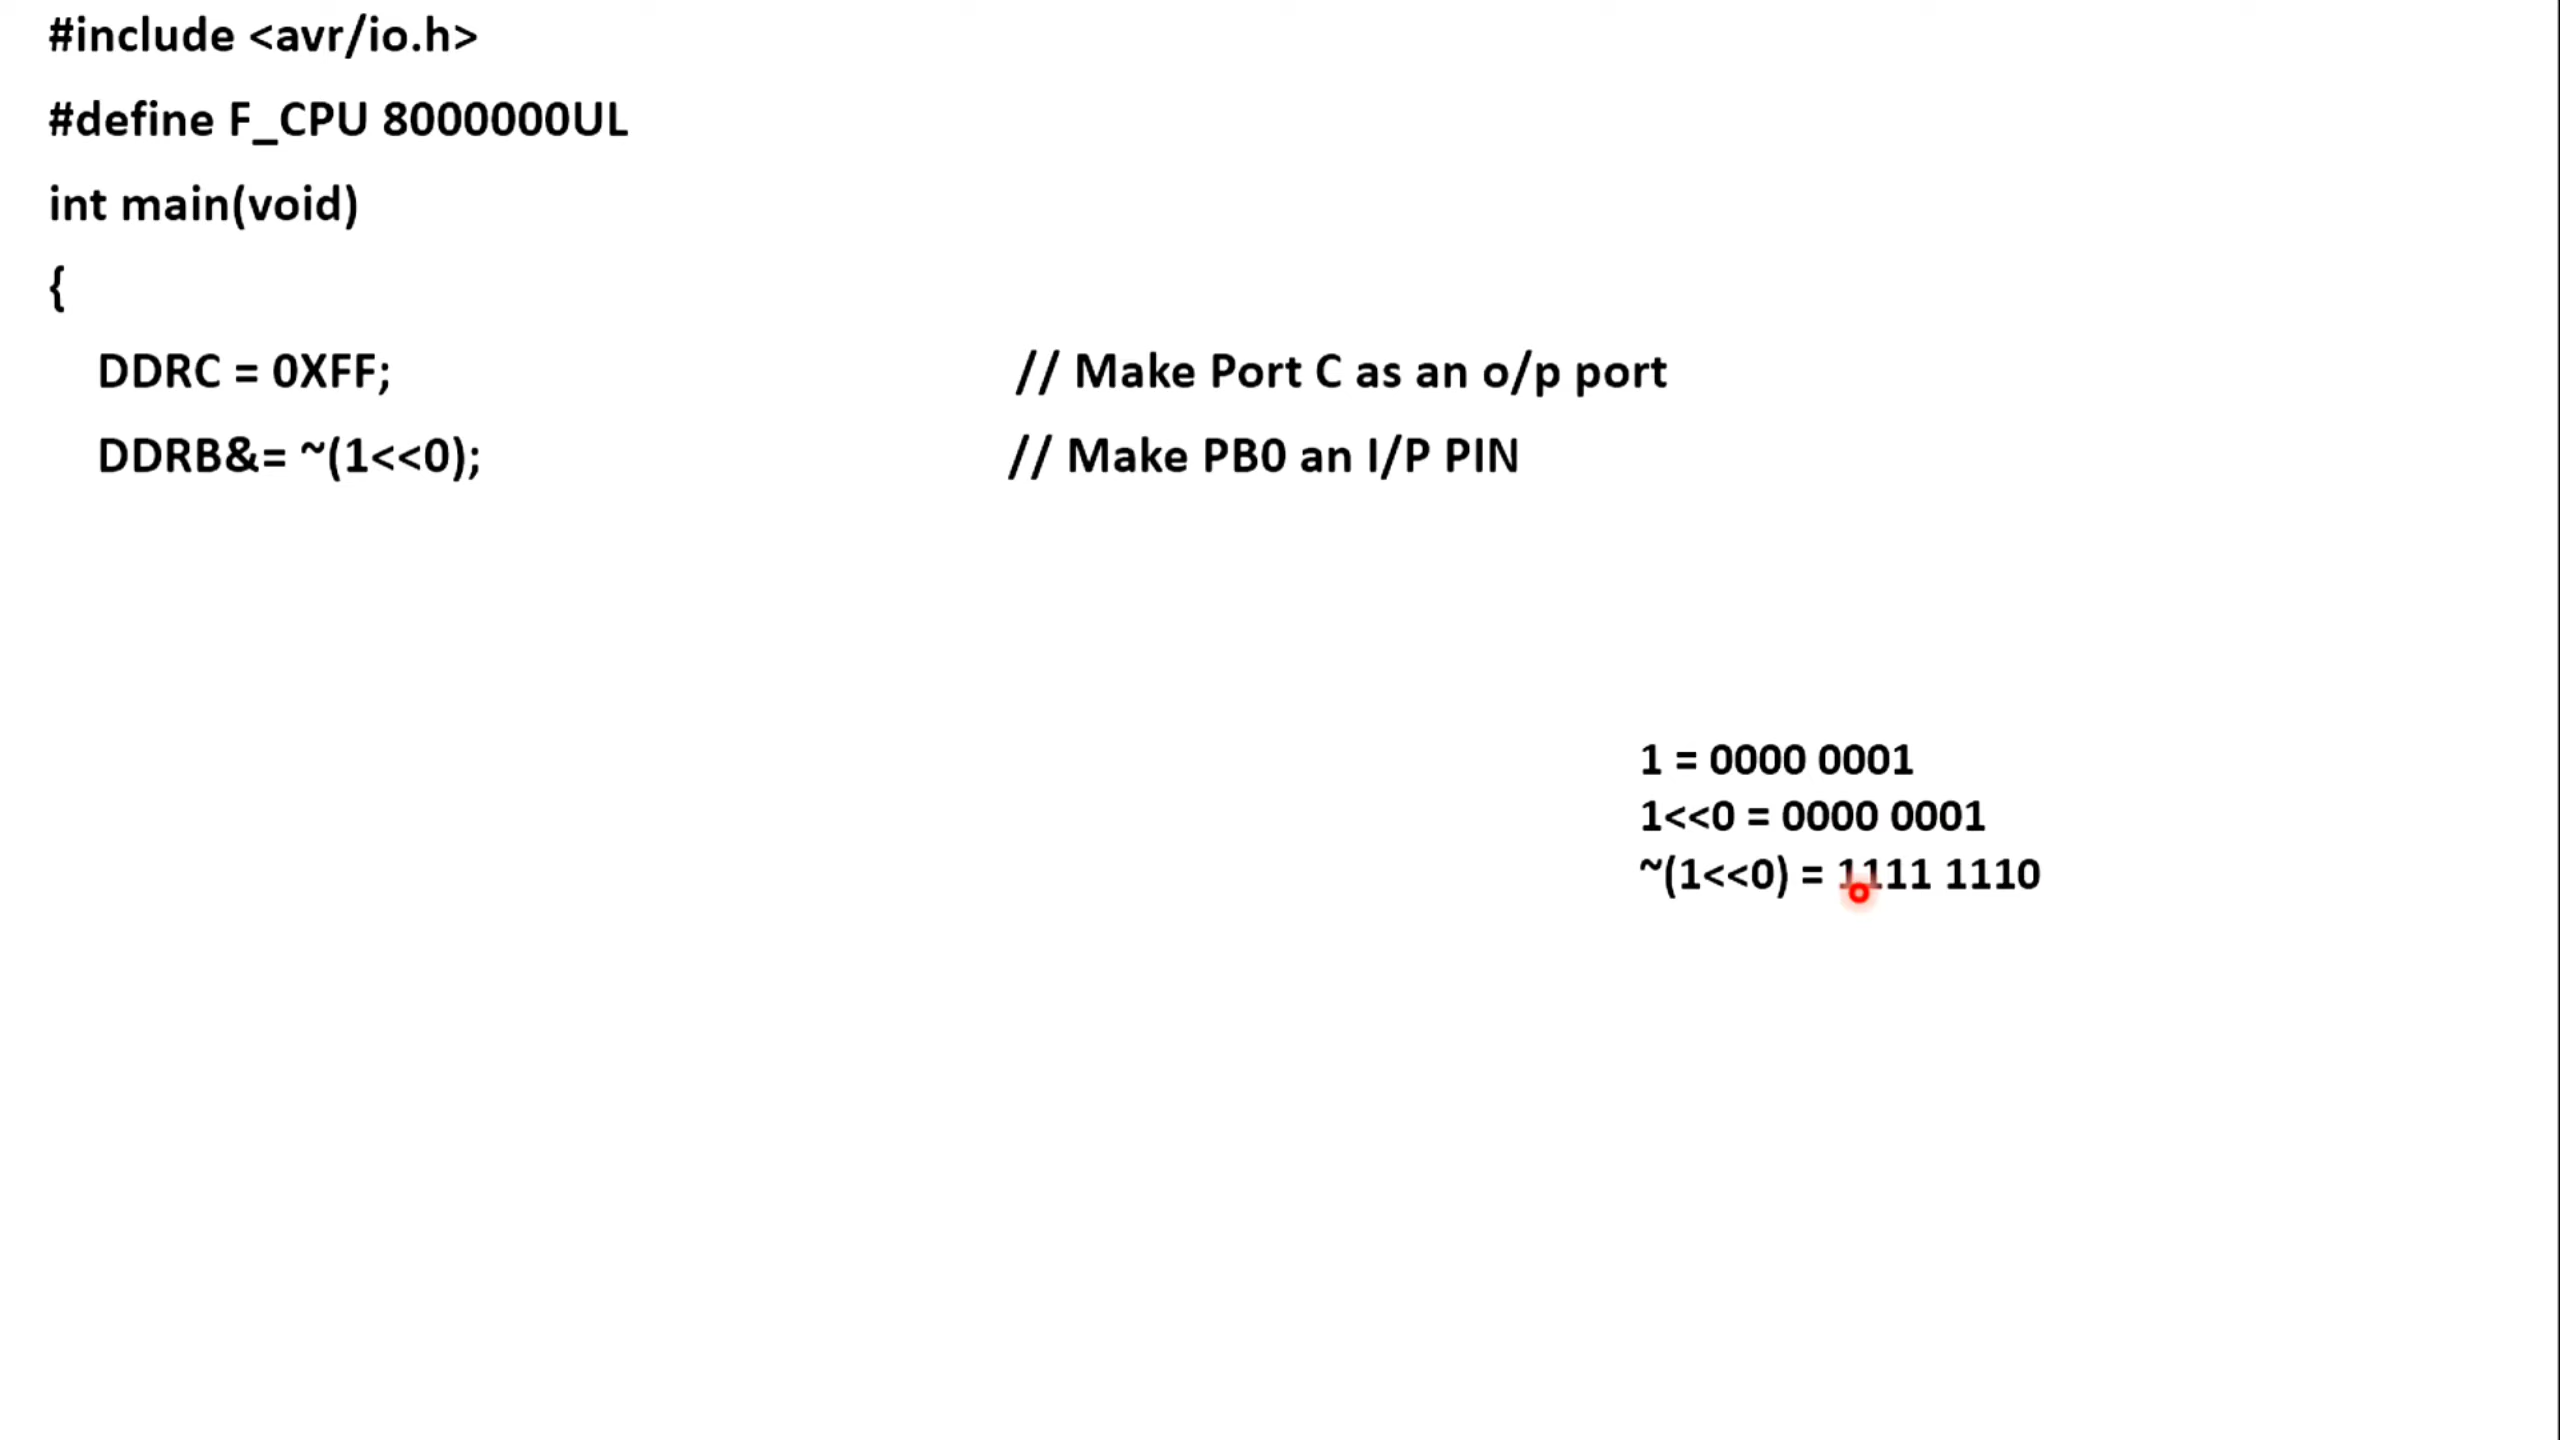 #include <avr/io.h>
#define F_CPU 8000000UL
int main(void)
{
DDRC = 0XFF; // Make Port C as an o/p port
DDRB&= ~(1<<0); // Make PB0 an I/P PIN
1 = 0000 0001
1<<0 = 0000 0001
~(1<<0) = 1111 1110